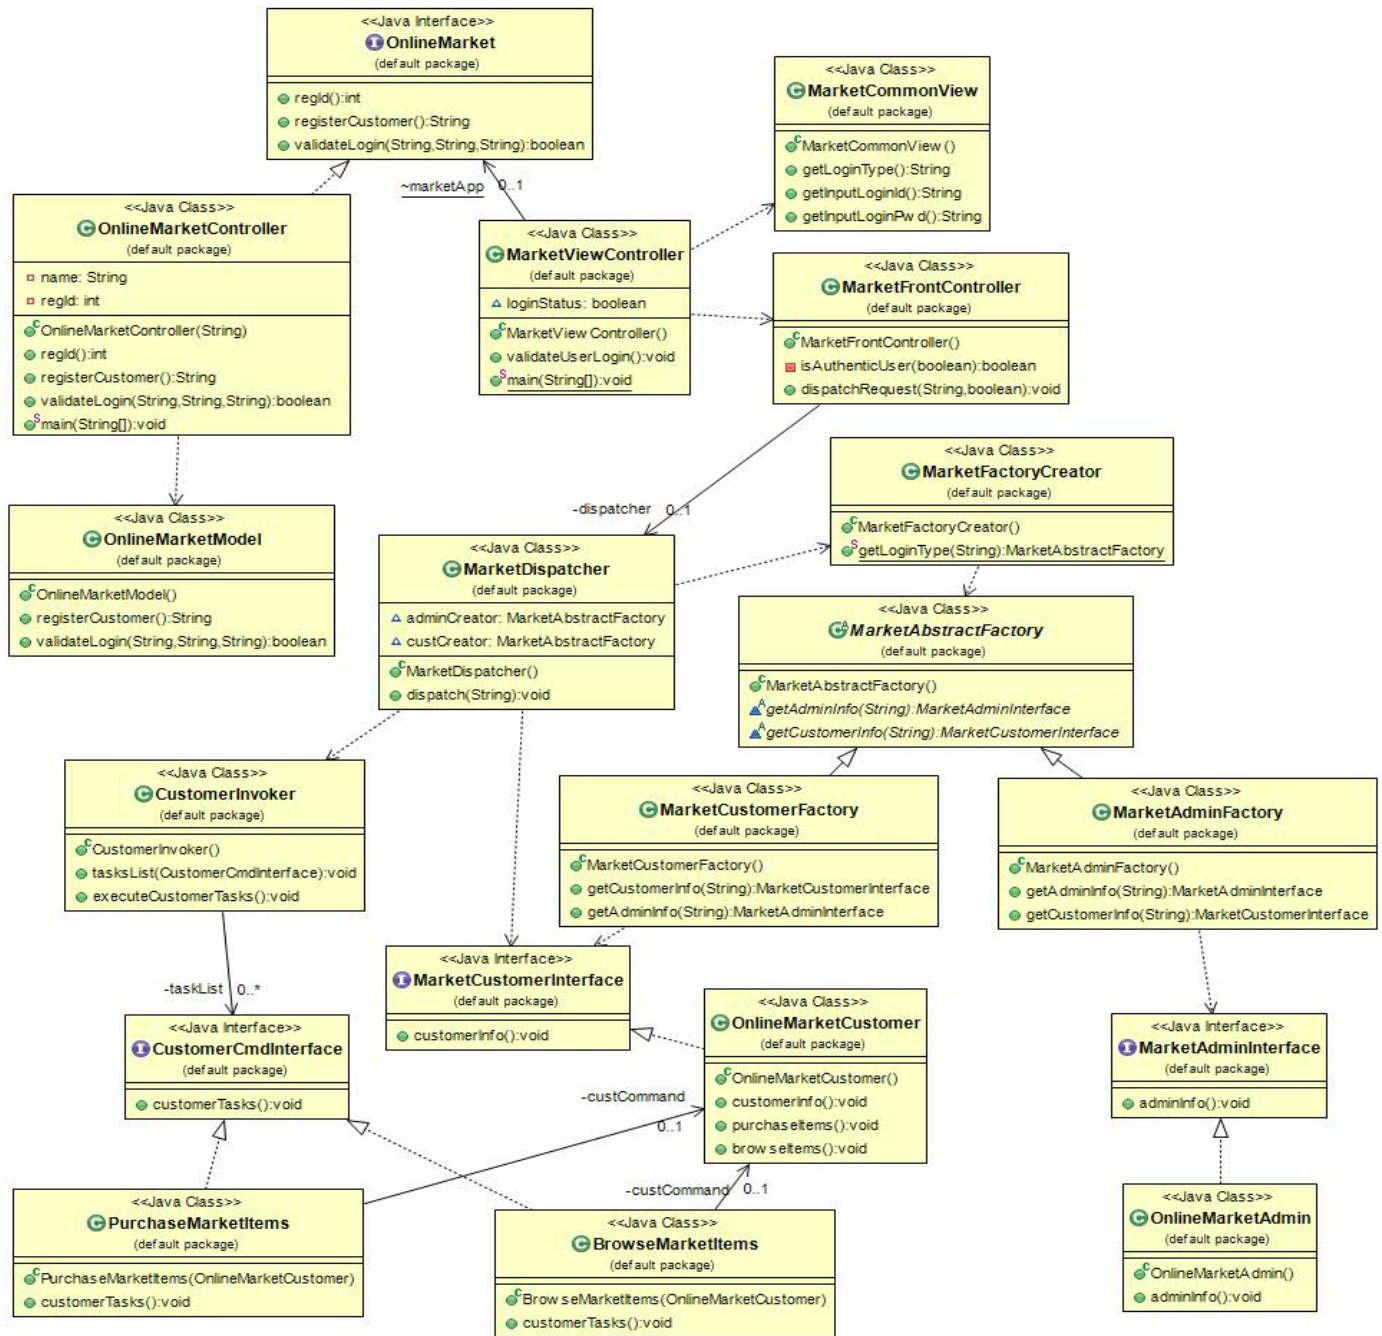 <<Java Interface>>
OnlineMarket
(default package)
regId():int
registerCustomer():String
validateLogin(String,String,String):boolean
<<Java Class>>
MarketCommonView
(default package)
MarketCommonView()
getLoginType():String
getInputLoginId():String
getInputLoginPwd():String
~marketApp 0..1
<<Java Class>>
OnlineMarketController
(default package)
name: String
regId: int
OnlineMarketController(String)
regId():int
registerCustomer():String
validateLogin(String,String,String):boolean
main(String[]):void
<<Java Class>>
MarketViewController
(default package)
loginStatus: boolean
MarketViewController()
validateUserLogin():void
main(String[]):void
<<Java Class>>
MarketFrontController
(default package)
MarketFrontController()
isAuthenticUser(boolean):boolean
dispatchRequest(String,boolean):void
<<Java Class>>
MarketFactoryCreator
(default package)
MarketFactoryCreator()
getLoginType(String):MarketAbstractFactory
-dispatcher 0..1
<<Java Class>>
OnlineMarketModel
(default package)
OnlineMarketModel()
registerCustomer():String
validateLogin(String,String,String):boolean
<<Java Class>>
MarketDispatcher
(default package)
adminCreator: MarketAbstractFactory
custCreator: MarketAbstractFactory
MarketDispatcher()
dispatch(String):void
<<Java Class>>
MarketAbstractFactory
(default package)
MarketAbstractFactory()
getAdminInfo(String):MarketAdminInterface
getCustomerInfo(String):MarketCustomerInterface
<<Java Class>>
CustomerInvoker
(default package)
CustomerInvoker()
tasksList(CustomerCmdInterface):void
executeCustomerTasks():void
<<Java Class>>
MarketCustomerFactory
(default package)
MarketCustomerFactory()
getCustomerInfo(String):MarketCustomerInterface
getAdminInfo(String):MarketAdminInterface
<<Java Class>>
MarketAdminFactory
(default package)
MarketAdminFactory()
getAdminInfo(String):MarketAdminInterface
getCustomerInfo(String):MarketCustomerInterface
-taskList 0..*
<<Java Interface>>
MarketCustomerInterface
(default package)
customerInfo():void
<<Java Interface>>
CustomerCmdInterface
(default package)
customerTasks():void
<<Java Class>>
OnlineMarketCustomer
(default package)
OnlineMarketCustomer()
customerInfo():void
purchaseItems():void
browseItems():void
<<Java Interface>>
MarketAdminInterface
(default package)
adminInfo():void
-custCommand
0..1
-custCommand 0..1
<<Java Class>>
PurchaseMarketItems
(default package)
PurchaseMarketItems(OnlineMarketCustomer)
customerTasks():void
<<Java Class>>
BrowseMarketItems
(default package)
BrowseMarketItems(OnlineMarketCustomer)
customerTasks():void
<<Java Class>>
OnlineMarketAdmin
(default package)
OnlineMarketAdmin()
adminInfo():void